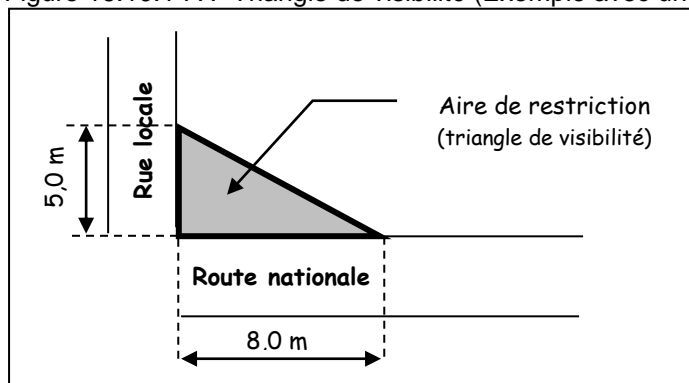 Aire de restriction
(triangle de visibilité)
Rue locale
5,0 m
Route nationale
8,0 m